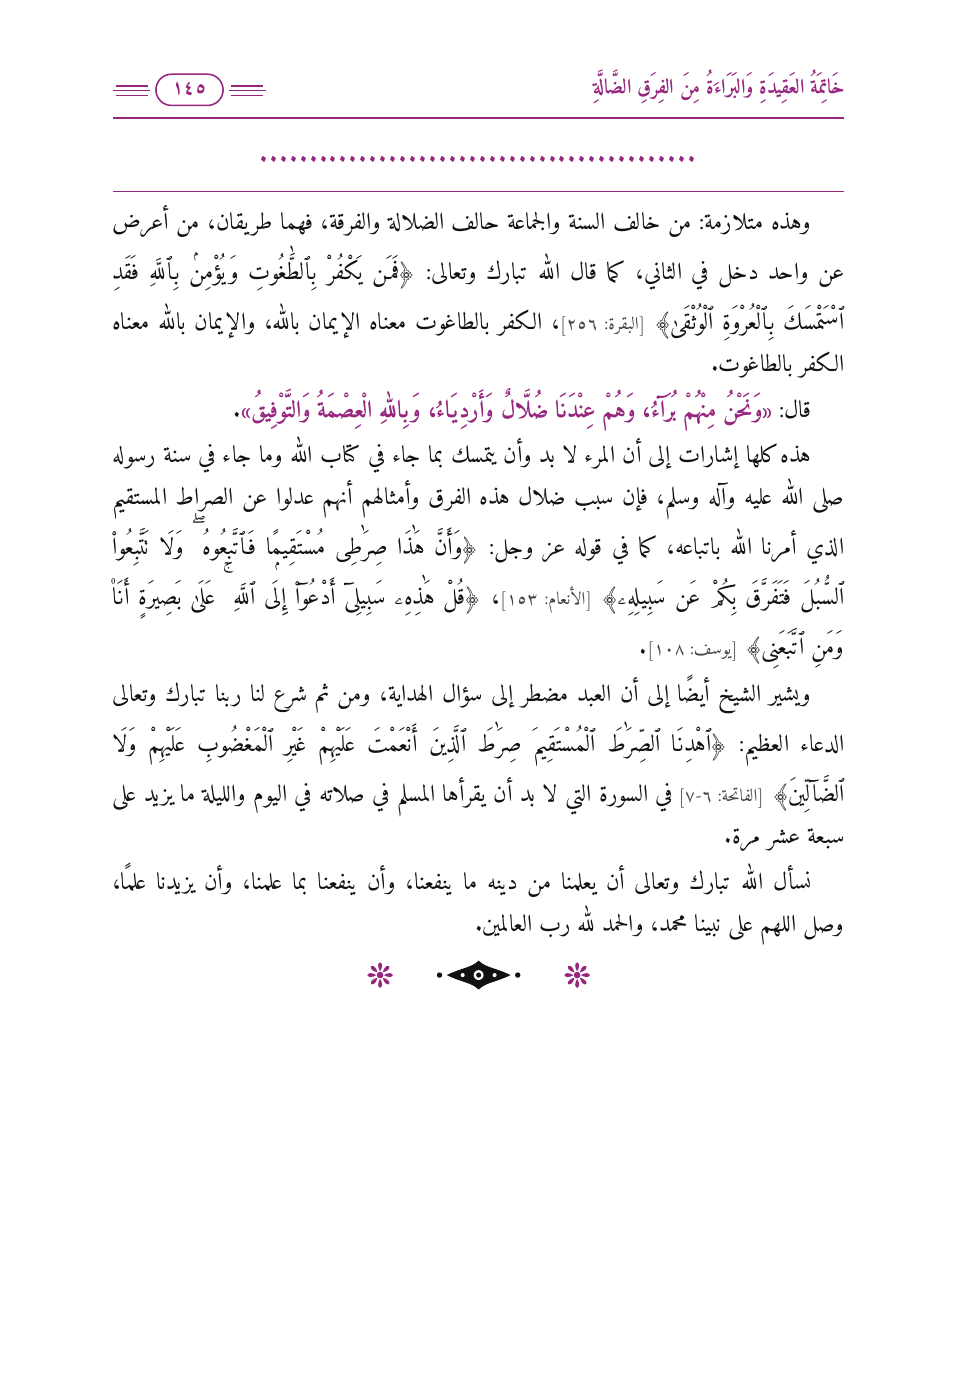 خَاتِمَةُ العَقِيدَةِ وَالبَرَاءَةُ مِنَ الفِرَقِ الضَّالَّةِ
١٤٥
وهذه متلازمة: من خالف السنة والجماعة حالف الضلالة والفرقة، فهما طريقان، من أعرض
عن واحد دخل في الثاني، كما قال الله تبارك وتعالى: ﴿فَمَن يَكْفُرْ بِٱلطَّٰغُوتِ وَيُؤْمِنۢ بِٱللَّهِ فَقَدِ
ٱسْتَمْسَكَ بِٱلْعُرْوَةِ ٱلْوُثْقَىٰ﴾ [البقرة: ٢٥٦]، الكفر بالطاغوت معناه الإيمان بالله، والإيمان بالله معناه
الكفر بالطاغوت.
قال: «وَنَحْنُ مِنْهُمْ بُرَآءُ، وَهُمْ عِنْدَنَا ضُلَّالٌ وَأَرْدِيَاءُ، وَبِاللهِ الْعِصْمَةُ وَالتَّوْفِيقُ».
هذه كلها إشارات إلى أن المرء لا بد وأن يتمسك بما جاء في كتاب الله وما جاء في سنة رسوله
صلى الله عليه وآله وسلم، فإن سبب ضلال هذه الفرق وأمثالهم أنهم عدلوا عن الصراط المستقيم
الذي أمرنا الله باتباعه، كما في قوله عز وجل: ﴿وَأَنَّ هَٰذَا صِرَٰطِى مُسْتَقِيمًۭا فَٱتَّبِعُوهُ ۖ وَلَا تَتَّبِعُوا۟
ٱلسُّبُلَ فَتَفَرَّقَ بِكُمْ عَن سَبِيلِهِۦ﴾ [الأنعام: ١٥٣]، ﴿قُلْ هَٰذِهِۦ سَبِيلِىٓ أَدْعُوٓا۟ إِلَى ٱللَّهِ ۚ عَلَىٰ بَصِيرَةٍ أَنَا۠
وَمَنِ ٱتَّبَعَنِى﴾ [يوسف: ١٠٨].
ويشير الشيخ أيضًا إلى أن العبد مضطر إلى سؤال الهداية، ومن ثم شرع لنا ربنا تبارك وتعالى
الدعاء العظيم: ﴿ٱهْدِنَا ٱلصِّرَٰطَ ٱلْمُسْتَقِيمَ صِرَٰطَ ٱلَّذِينَ أَنْعَمْتَ عَلَيْهِمْ غَيْرِ ٱلْمَغْضُوبِ عَلَيْهِمْ وَلَا
ٱلضَّآلِّينَ﴾ [الفاتحة: ٦-٧] في السورة التي لا بد أن يقرأها المسلم في صلاته في اليوم والليلة ما يزيد على
سبعة عشر مرة.
نسأل الله تبارك وتعالى أن يعلمنا من دينه ما ينفعنا، وأن ينفعنا بما علمنا، وأن يزيدنا علمًا،
وصل اللهم على نبينا محمد، والحمد لله رب العالمين.